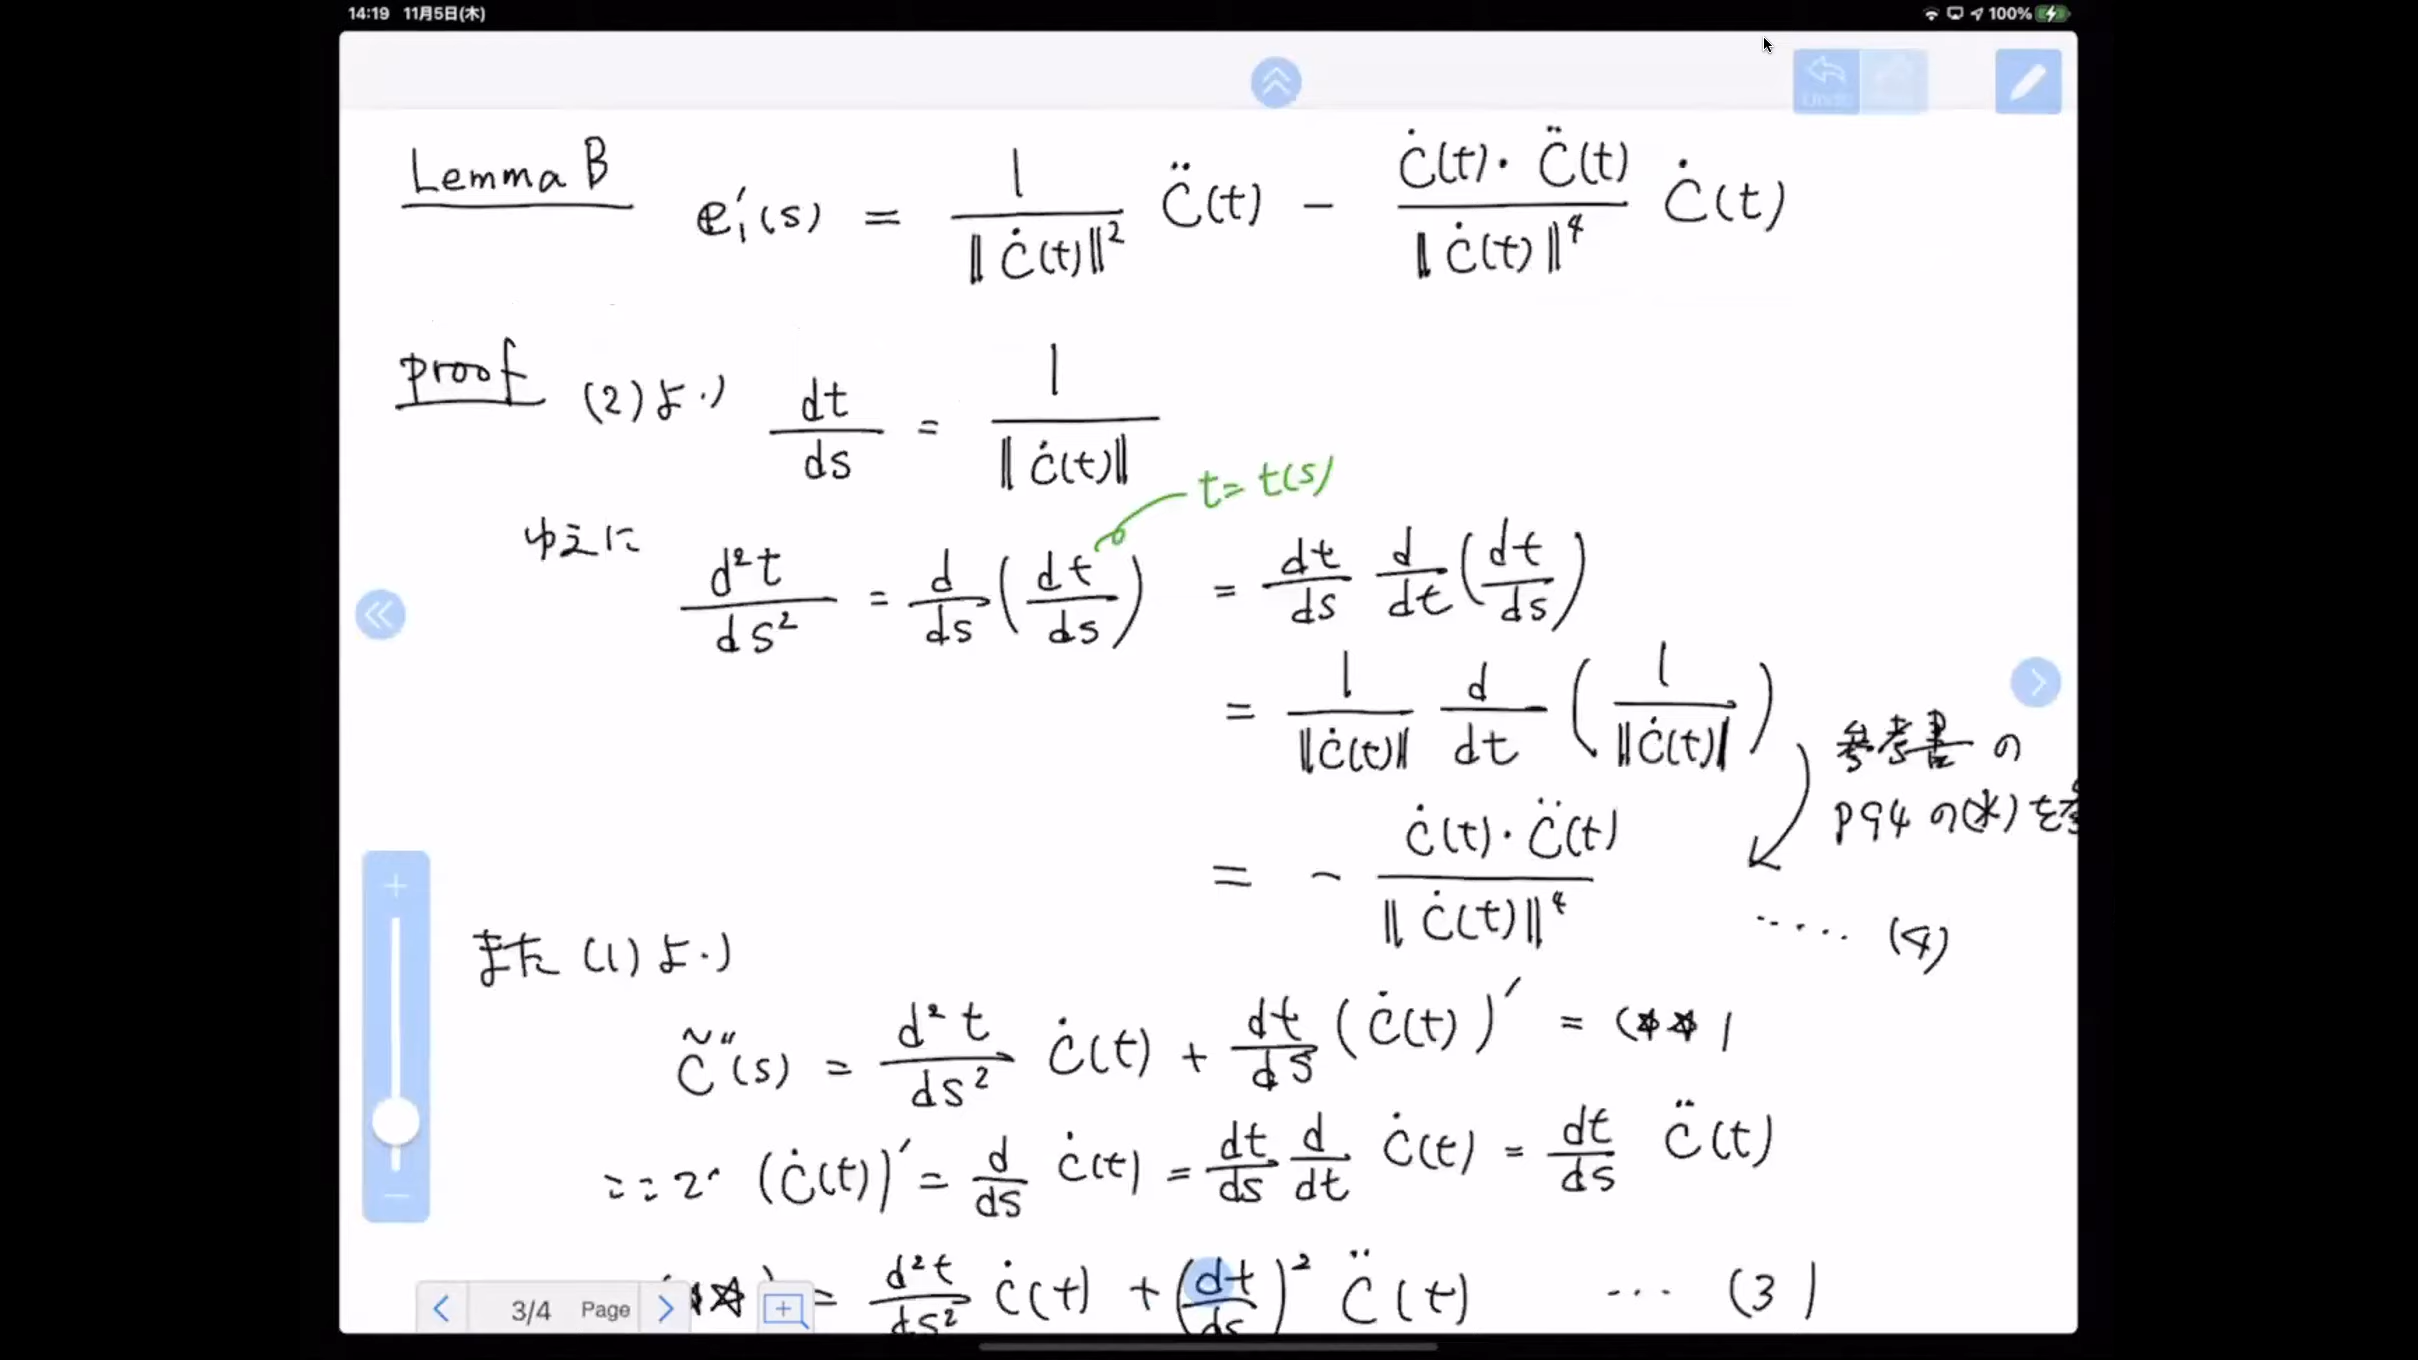 14:19 11月5日(木) 100%
Undo
Lemma B e₁'(s) = 1/‖ċ(t)‖² c̈(t) − ċ(t)·c̈(t)/‖ċ(t)‖⁴ ċ(t)
proof (2)より dt/ds = 1/‖ċ(t)‖
t = t(s)
ゆえに d²t/ds² = d/ds (dt/ds) = dt/ds d/dt (dt/ds)
= 1/‖ċ(t)‖ d/dt (1/‖ċ(t)‖)
参考書の
p94の(水)を
= − ċ(t)·c̈(t)/‖ċ(t)‖⁴ ..... (4)
また (1)より
c̃''(s) = d²t/ds² ċ(t) + dt/ds (ċ(t))' = (☆☆)
ここで (ċ(t))' = d/ds ċ(t) = dt/ds d/dt ċ(t) = dt/ds c̈(t)
☆) = d²t/ds² ċ(t) + (dt/ds)² c̈(t) ... (3)
3/4 Page